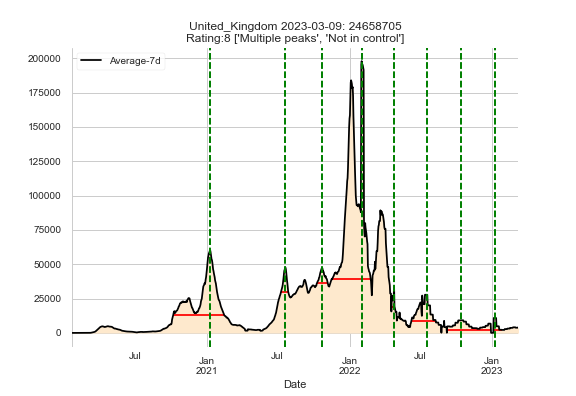 United_Kingdom 2023-03-09: 24658705
Rating:8 ['Multiple peaks', 'Not in control']
Average-7d
200000
175000
150000
125000
100000
75000
50000
25000
0
Jul
Jan
2021
Jul
Jan
2022
Jul
Jan
2023
Date